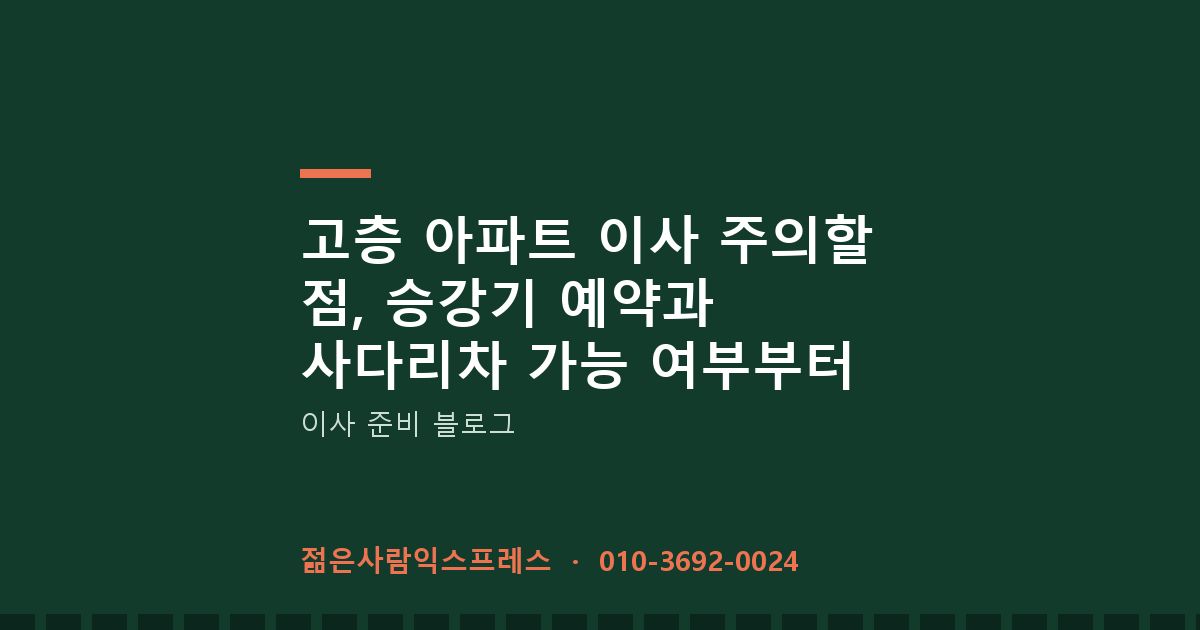 고층 아파트 이사 주의할
점, 승강기 예약과
사다리차 가능 여부부터
이사 준비 블로그
젊은사람익스프레스 · 010-3692-0024